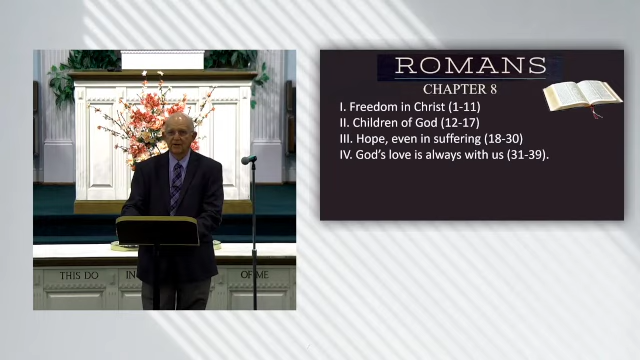 ROMANS
CHAPTER 8
I. Freedom in Christ (1-11)
II. Children of God (12-17)
III. Hope, even in suffering (18-30)
IV. God's love is always with us (31-39).
THIS DO IN OF ME